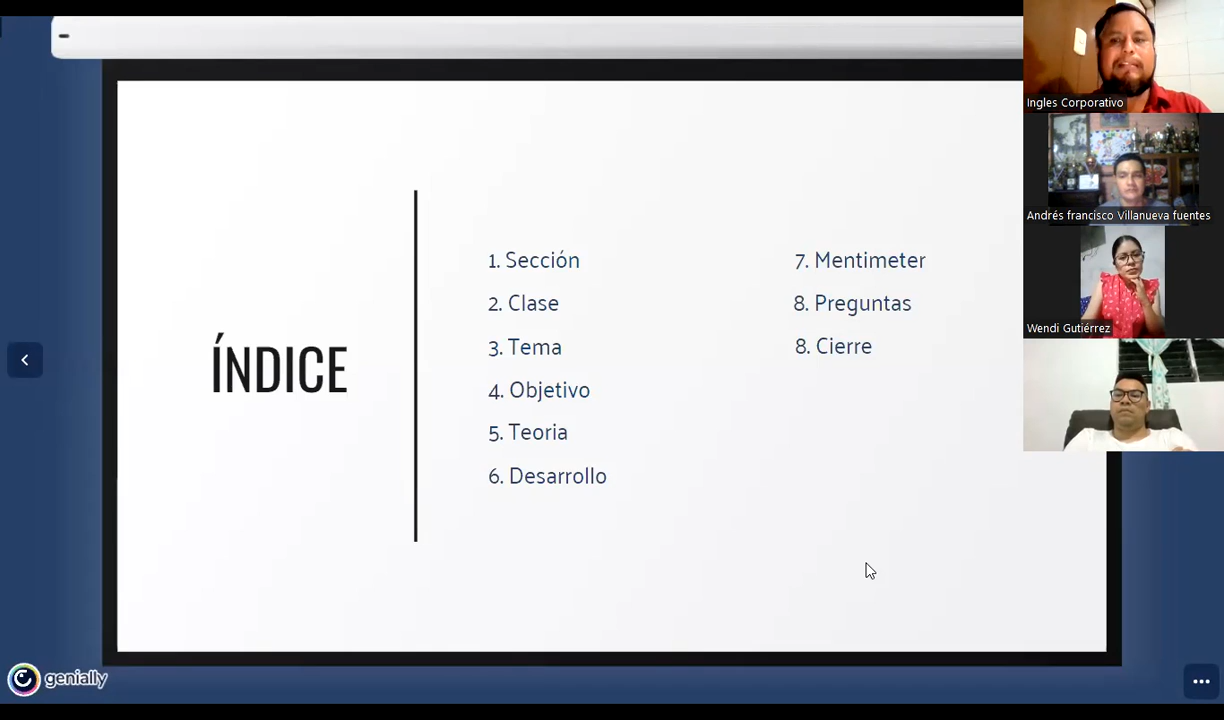 ÍNDICE
1. Sección
2. Clase
3. Tema
4. Objetivo
5. Teoria
6. Desarrollo
7. Mentimeter
8. Preguntas
8. Cierre
Ingles Corporativo
Andrés francisco Villanueva fuentes
Wendi Gutiérrez
genially